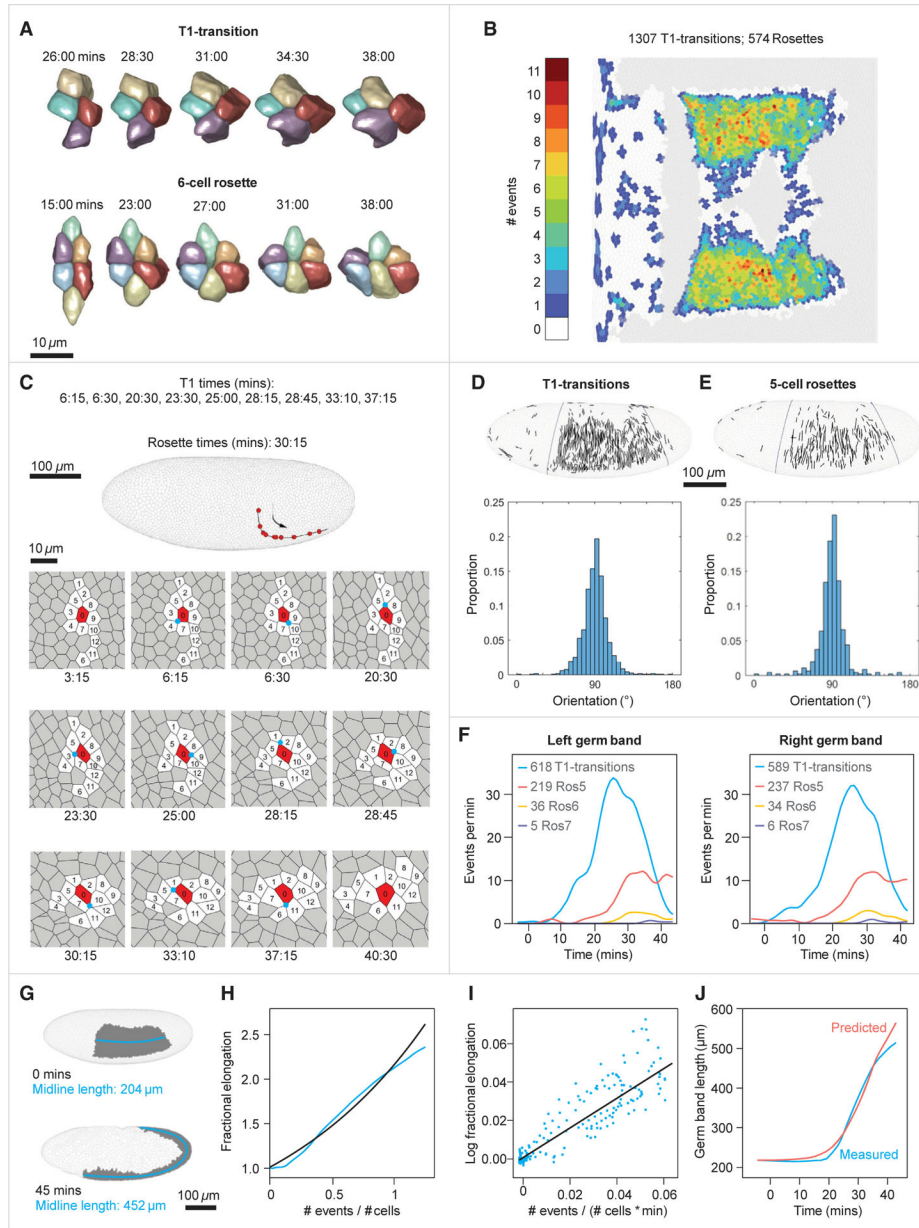 A
T1-transition
26:00 mins 28:30 31:00 34:30 38:00
6-cell rosette
15:00 mins 23:00 27:00 31:00 38:00
10 µm
B
1307 T1-transitions; 574 Rosettes
11
10
9
8
7
6
5
4
3
2
1
0
# events
C
T1 times (mins):
6:15, 6:30, 20:30, 23:30, 25:00, 28:15, 28:45, 33:10, 37:15
Rosette times (mins): 30:15
100 µm
10 µm
3:15 6:15 6:30 20:30
23:30 25:00 28:15 28:45
30:15 33:10 37:15 40:30
D
T1-transitions
E
5-cell rosettes
100 µm
0.25
0.2
0.15
0.1
0.05
0
Proportion
0 90 180
Orientation (°)
0.25
0.2
0.15
0.1
0.05
0
Proportion
0 90 180
Orientation (°)
F
Left germ band
618 T1-transitions
219 Ros5
36 Ros6
5 Ros7
30
20
10
0
Events per min
0 10 20 30 40
Time (mins)
Right germ band
589 T1-transitions
237 Ros5
34 Ros6
6 Ros7
30
20
10
0
Events per min
0 10 20 30 40
Time (mins)
G
0 mins
Midline length: 204 µm
45 mins
Midline length: 452 µm
100 µm
H
2.5
2.0
1.5
1.0
Fractional elongation
0 1
# events / # cells
I
0.08
0.06
0.04
0.02
0.00
Log fractional elongation
0 0.02 0.04 0.06
# events / (# cells * min)
J
600
500
400
300
200
Germ band length (µm)
Predicted
Measured
0 10 20 30 40
Time (mins)